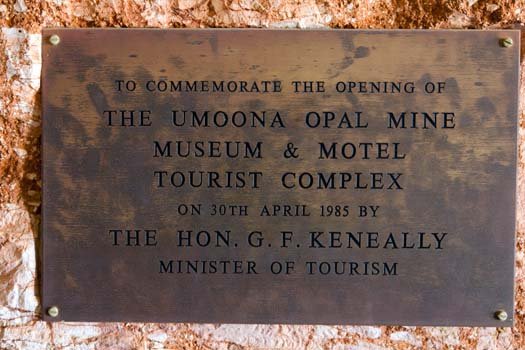 TO COMMEMORATE THE OPENING OF
THE UMOONA OPAL MINE
MUSEUM & MOTEL
TOURIST COMPLEX
ON 30TH APRIL 1985 BY
THE HON. G. F. KENEALLY
MINISTER OF TOURISM